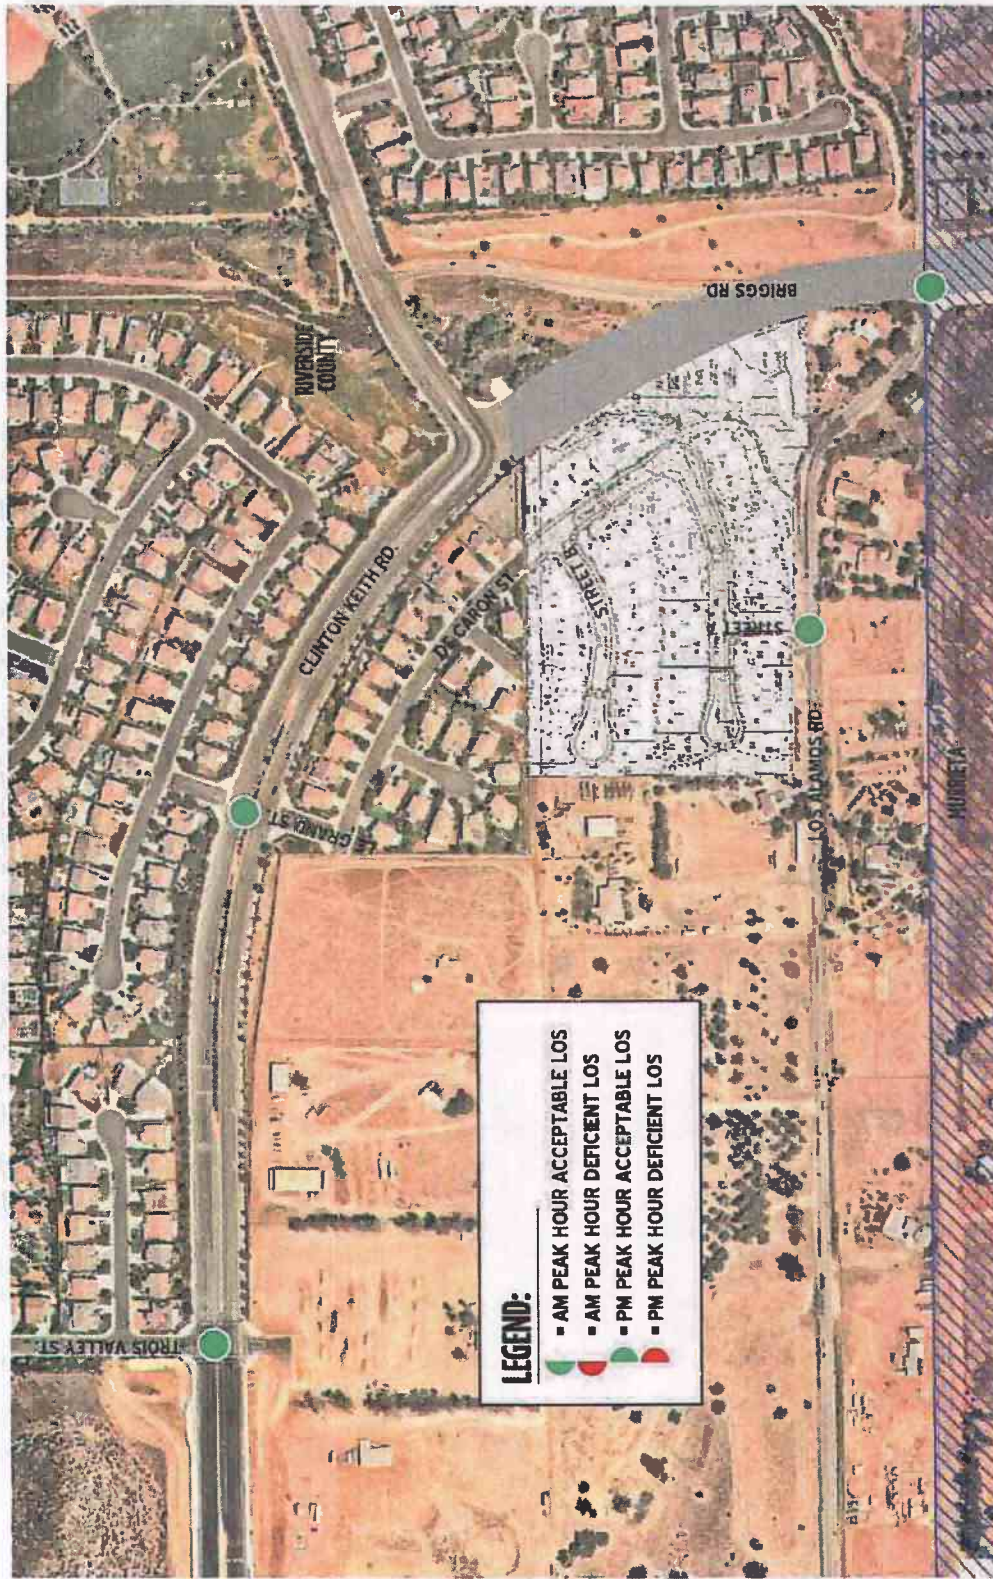 RIVERSIDE
COUNTY
TROIS VALLEY ST.
LE GRAND ST.
CLINTON KEITH RD.
DE CARON ST.
STREET B
STREET
BRIGGS RD.
LOS ALAMOS RD.
MURRIETA
LEGEND:
= AM PEAK HOUR ACCEPTABLE LOS
= AM PEAK HOUR DEFICIENT LOS
= PM PEAK HOUR ACCEPTABLE LOS
= PM PEAK HOUR DEFICIENT LOS